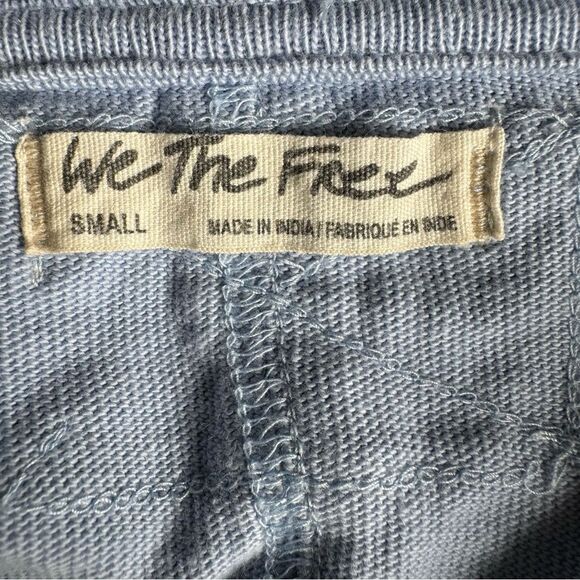 We The Free
SMALL MADE IN INDIA / FABRIQUÉ EN INDE